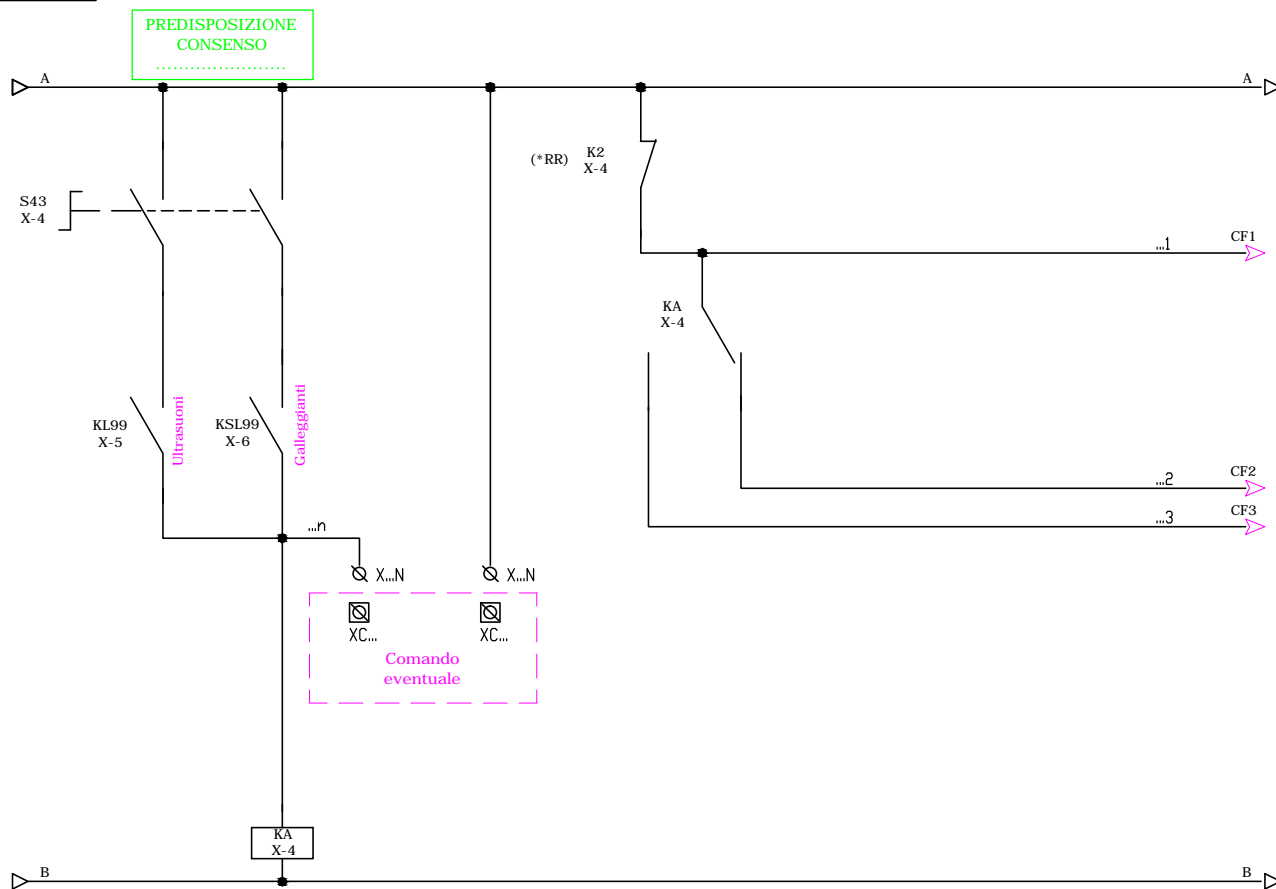 PREDISPOSIZIONE
CONSENSO
......................
A
A
(*RR)
K2
X-4
S43
X-4
...1
CF1
KA
X-4
KL99
X-5
Ultrasuoni
KSL99
X-6
Galleggianti
...2
CF2
...3
CF3
...n
X...N
X...N
XC...
XC...
Comando
eventuale
KA
X-4
B
B